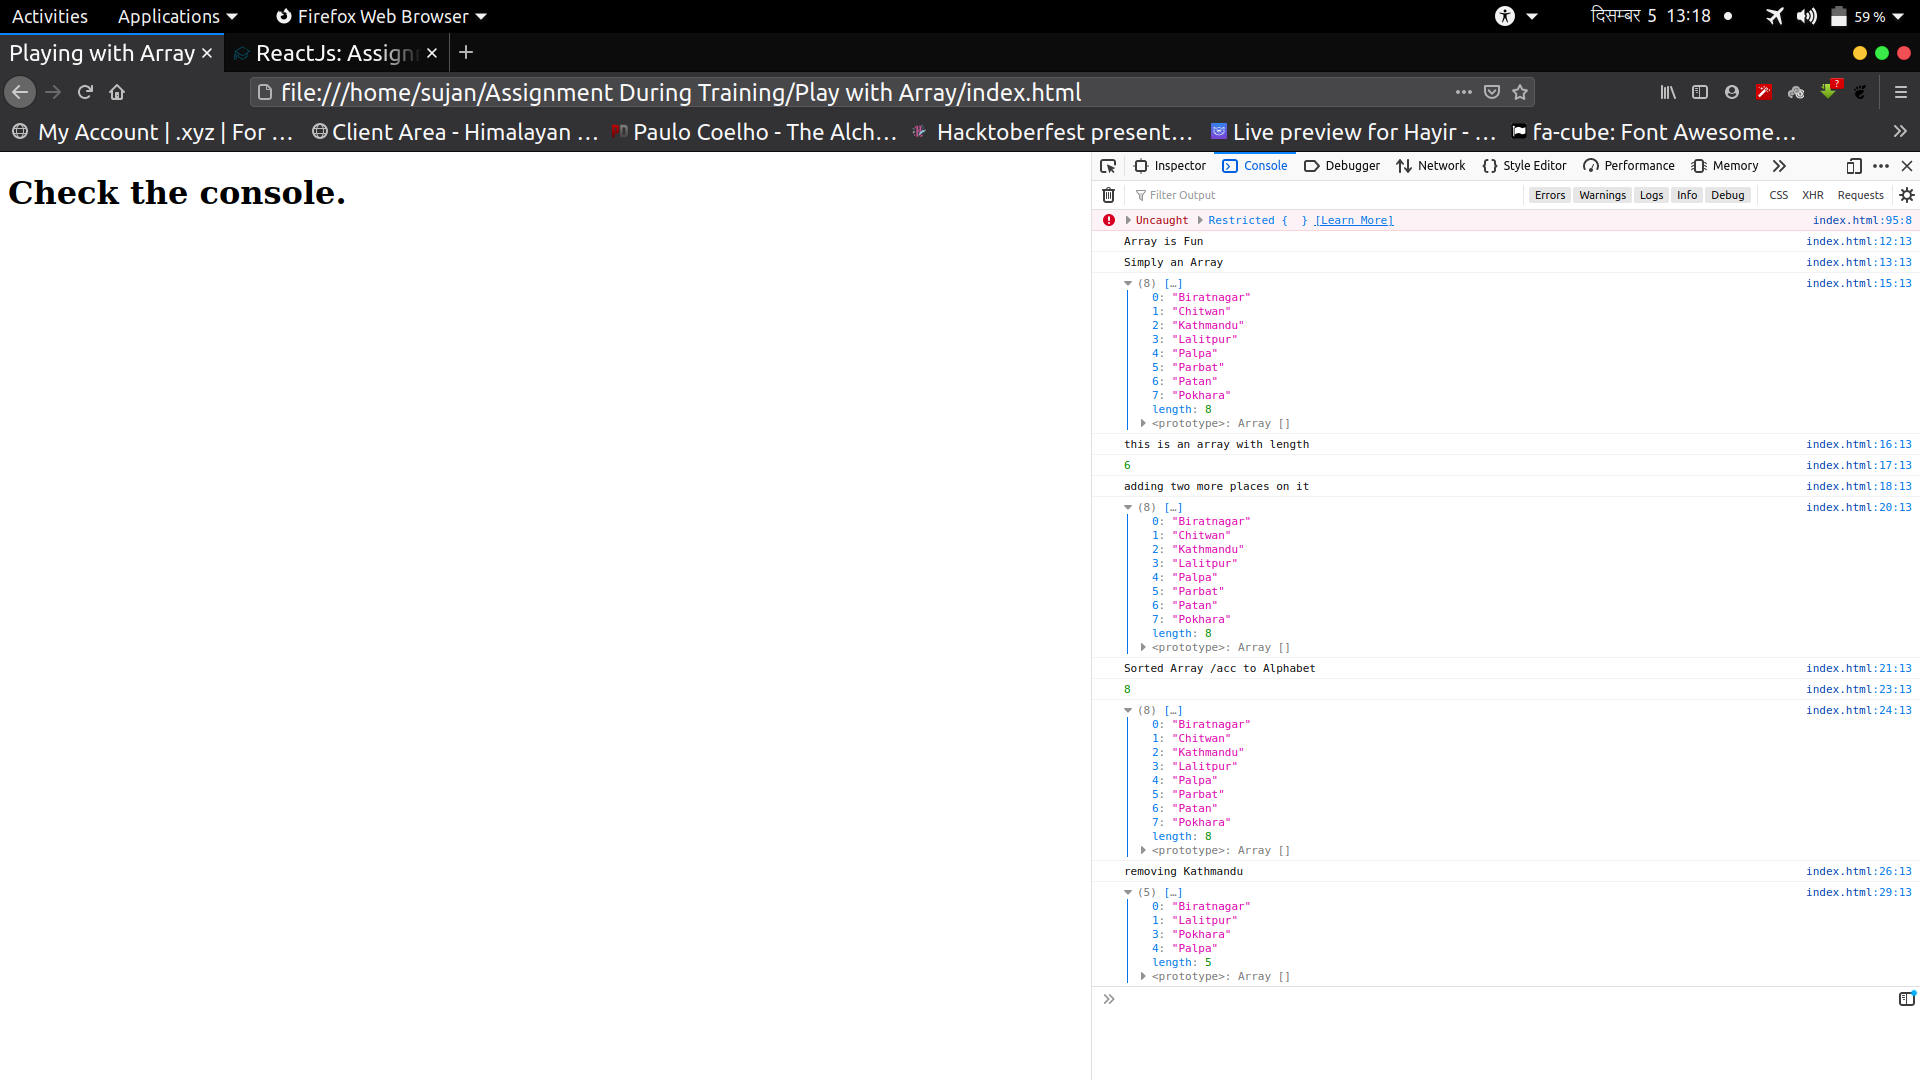 Activities Applications Firefox Web Browser दिसम्बर 5 13:18 59 %
Playing with Array × ReactJs: Assign × +
file:///home/sujan/Assignment During Training/Play with Array/index.html
My Account | .xyz | For … Client Area - Himalayan … Paulo Coelho - The Alch… Hacktoberfest present… Live preview for Hayir - … fa-cube: Font Awesome…
Check the console.
Inspector Console Debugger Network Style Editor Performance Memory
Filter Output Errors Warnings Logs Info Debug CSS XHR Requests
Uncaught Restricted { } [Learn More] index.html:95:8
Array is Fun index.html:12:13
Simply an Array index.html:13:13
(8) […] index.html:15:13
0: "Biratnagar"
1: "Chitwan"
2: "Kathmandu"
3: "Lalitpur"
4: "Palpa"
5: "Parbat"
6: "Patan"
7: "Pokhara"
length: 8
<prototype>: Array []
this is an array with length index.html:16:13
6 index.html:17:13
adding two more places on it index.html:18:13
(8) […] index.html:20:13
0: "Biratnagar"
1: "Chitwan"
2: "Kathmandu"
3: "Lalitpur"
4: "Palpa"
5: "Parbat"
6: "Patan"
7: "Pokhara"
length: 8
<prototype>: Array []
Sorted Array /acc to Alphabet index.html:21:13
8 index.html:23:13
(8) […] index.html:24:13
0: "Biratnagar"
1: "Chitwan"
2: "Kathmandu"
3: "Lalitpur"
4: "Palpa"
5: "Parbat"
6: "Patan"
7: "Pokhara"
length: 8
<prototype>: Array []
removing Kathmandu index.html:26:13
(5) […] index.html:29:13
0: "Biratnagar"
1: "Lalitpur"
3: "Pokhara"
4: "Palpa"
length: 5
<prototype>: Array []